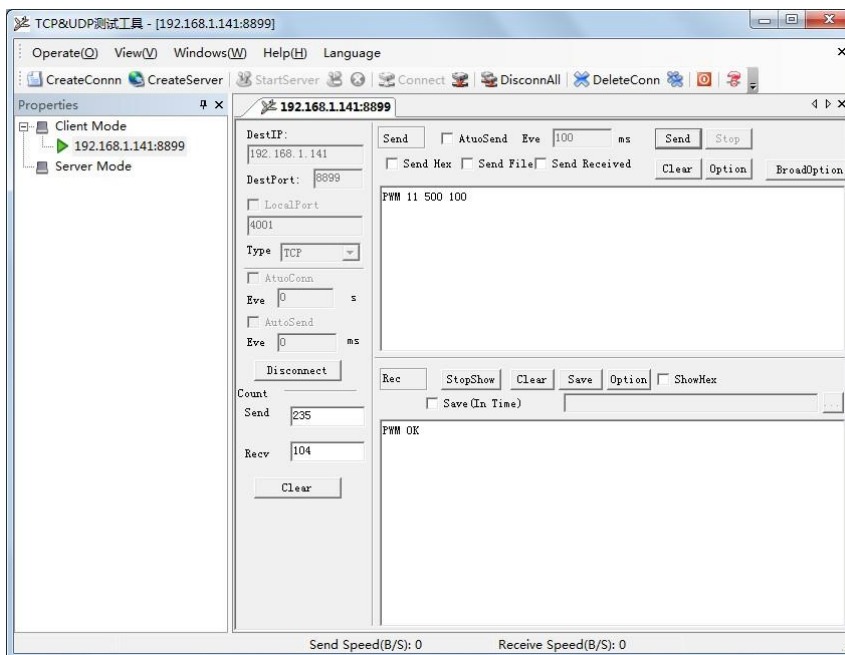 TCP&UDP测试工具 - [192.168.1.141:8899]
Operate(O) View(V) Windows(W) Help(H) Language
CreateConnn CreateServer StartServer Connect DisconnAll DeleteConn
Properties
192.168.1.141:8899
Client Mode
192.168.1.141:8899
Server Mode
DestIP:
192.168.1.141
DestPort: 8899
LocalPort
4001
Type TCP
AtuoConn
Eve 0 s
AutoSend
Eve 0 ms
Disconnect
Count
Send 235
Recv 104
Clear
Send AtuoSend Eve 100 ms Send Stop
Send Hex Send File Send Received Clear Option BroadOption
PWM 11 500 100
Rec StopShow Clear Save Option ShowHex
Save(In Time) ...
PWM OK
Send Speed(B/S): 0 Receive Speed(B/S): 0